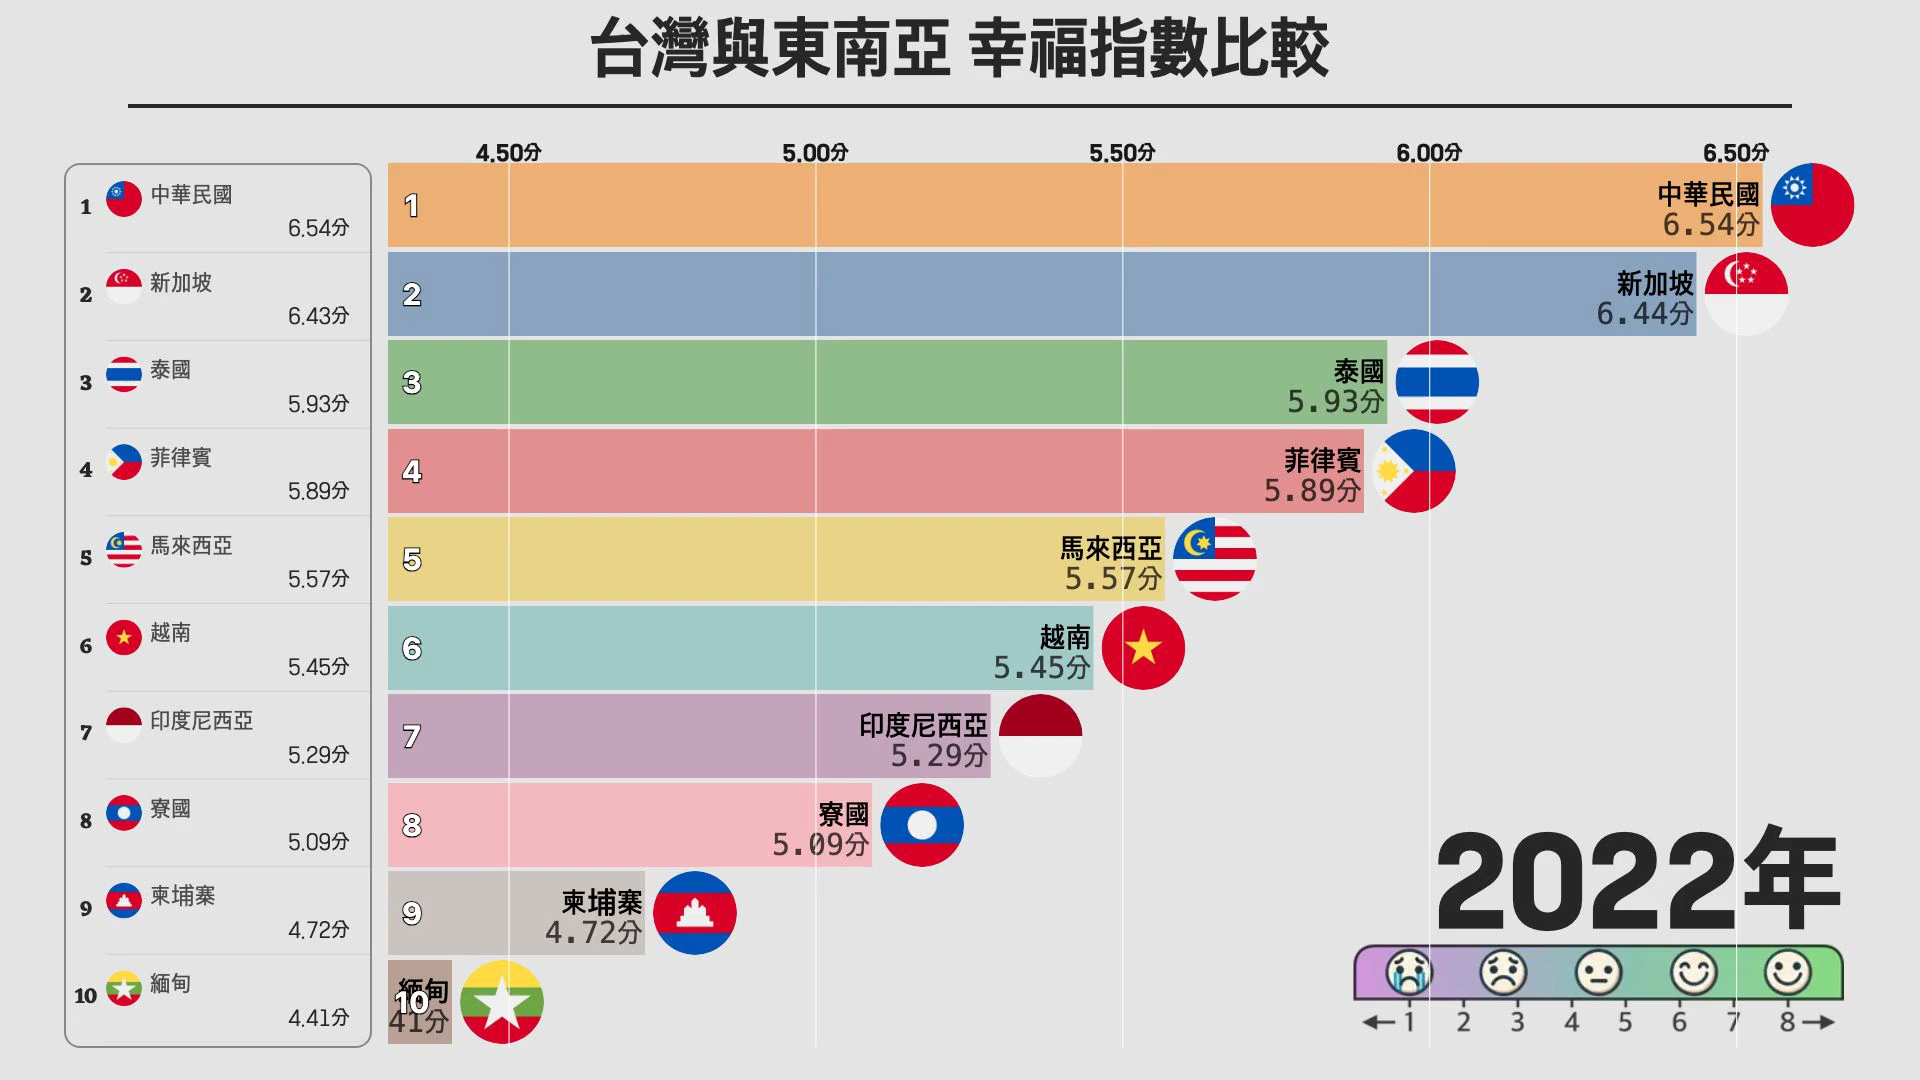 台灣與東南亞 幸福指數比較
4.50分 5.00分 5.50分 6.00分 6.50分
1 中華民國
6.54分
2 新加坡
6.43分
3 泰國
5.93分
4 菲律賓
5.89分
5 馬來西亞
5.57分
6 越南
5.45分
7 印度尼西亞
5.29分
8 寮國
5.09分
9 柬埔寨
4.72分
10 緬甸
4.41分
1 中華民國
6.54分
2 新加坡
6.44分
3 泰國
5.93分
4 菲律賓
5.89分
5 馬來西亞
5.57分
6 越南
5.45分
7 印度尼西亞
5.29分
8 寮國
5.09分
9 柬埔寨
4.72分
10 緬甸
41分
2022年
1 2 3 4 5 6 7 8